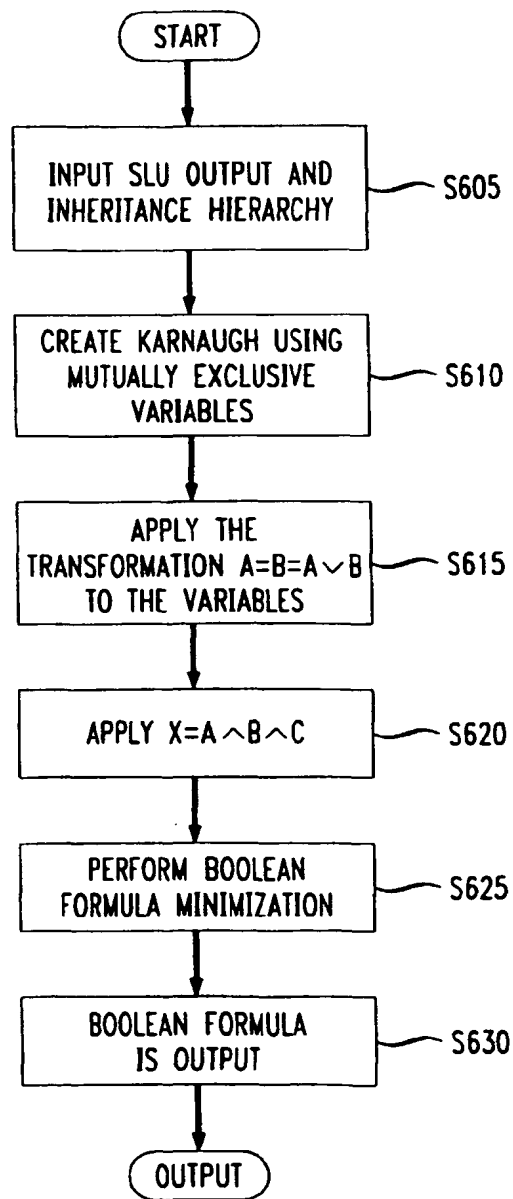 START
INPUT SLU OUTPUT AND
INHERITANCE HIERARCHY
S605
CREATE KARNAUGH USING
MUTUALLY EXCLUSIVE
VARIABLES
S610
APPLY THE
TRANSFORMATION A=B=A∨B
TO THE VARIABLES
S615
APPLY X=A∧B∧C
S620
PERFORM BOOLEAN
FORMULA MINIMIZATION
S625
BOOLEAN FORMULA
IS OUTPUT
S630
OUTPUT